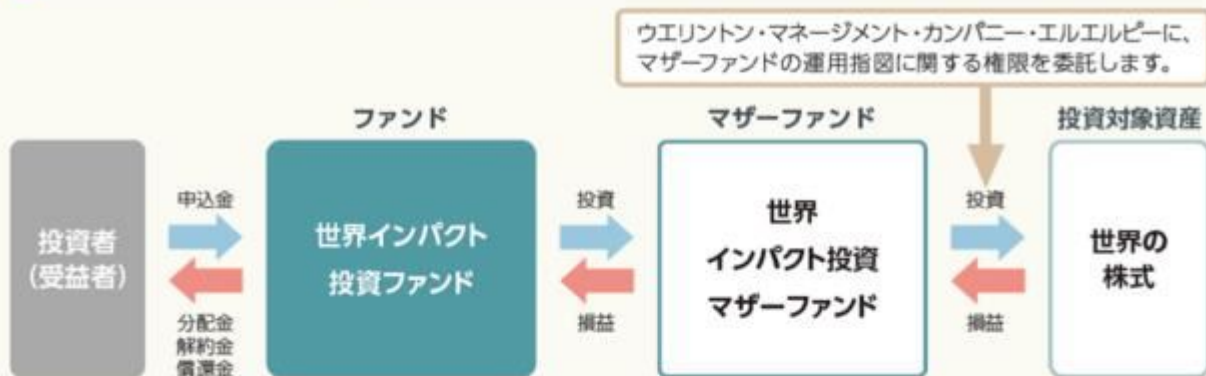 ウエリントン・マネージメント・カンパニー・エルエルピーに、
マザーファンドの運用指図に関する権限を委託します。
ファンド
マザーファンド
投資対象資産
投資者
(受益者)
申込金
分配金
解約金
償還金
世界インパクト
投資ファンド
投資
損益
世界
インパクト投資
マザーファンド
投資
損益
世界の
株式